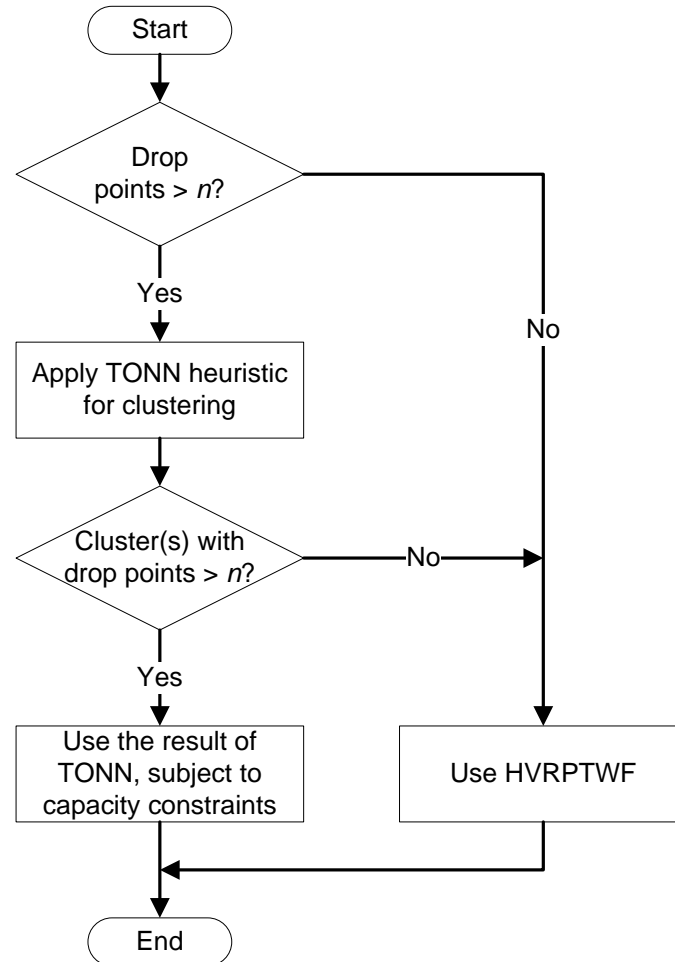 Start
Drop
points > n?
Yes
No
Apply TONN heuristic
for clustering
Cluster(s) with
drop points > n?
No
Yes
Use the result of
TONN, subject to
capacity constraints
Use HVRPTWF
End